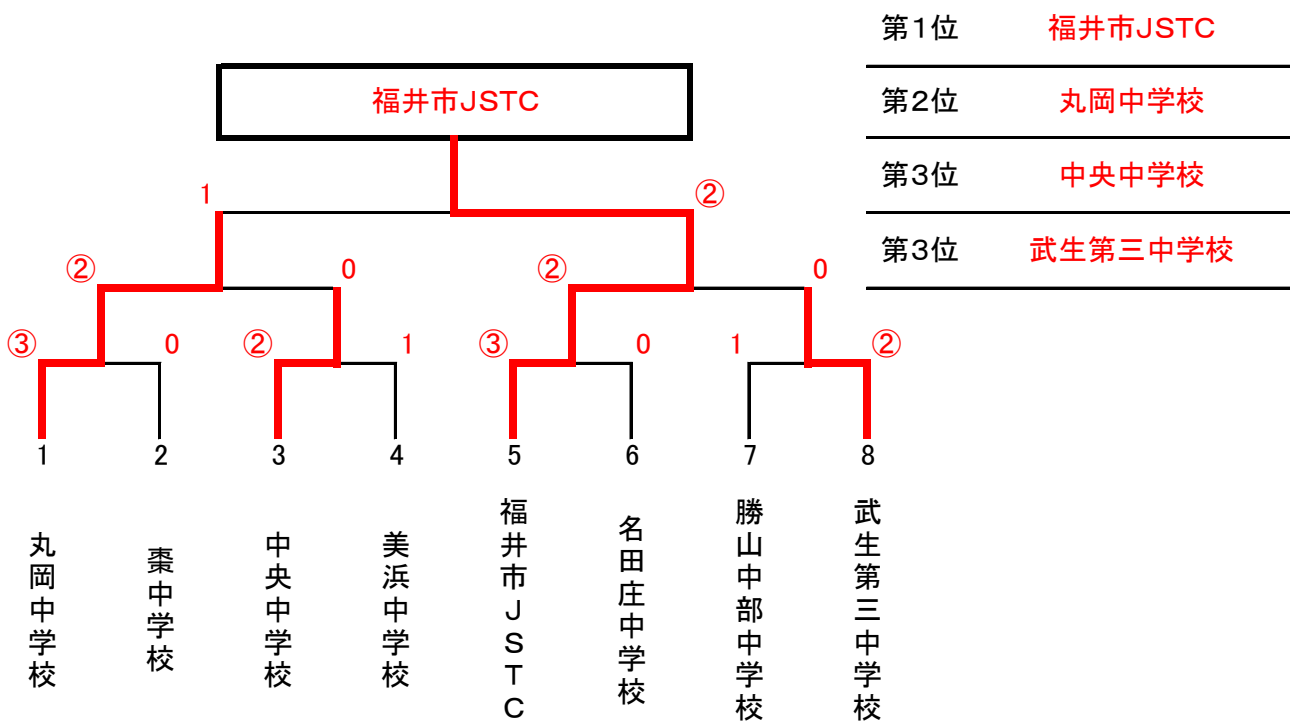 第1位 福井市JSTC
福井市JSTC
第2位 丸岡中学校
第3位 中央中学校
1 ②
第3位 武生第三中学校
② 0 ② 0
③ 0 ② 1 ③ 0 1 ②
1 2 3 4 5 6 7 8
丸岡中学校
棗中学校
中央中学校
美浜中学校
福井市JSTC
名田庄中学校
勝山中部中学校
武生第三中学校